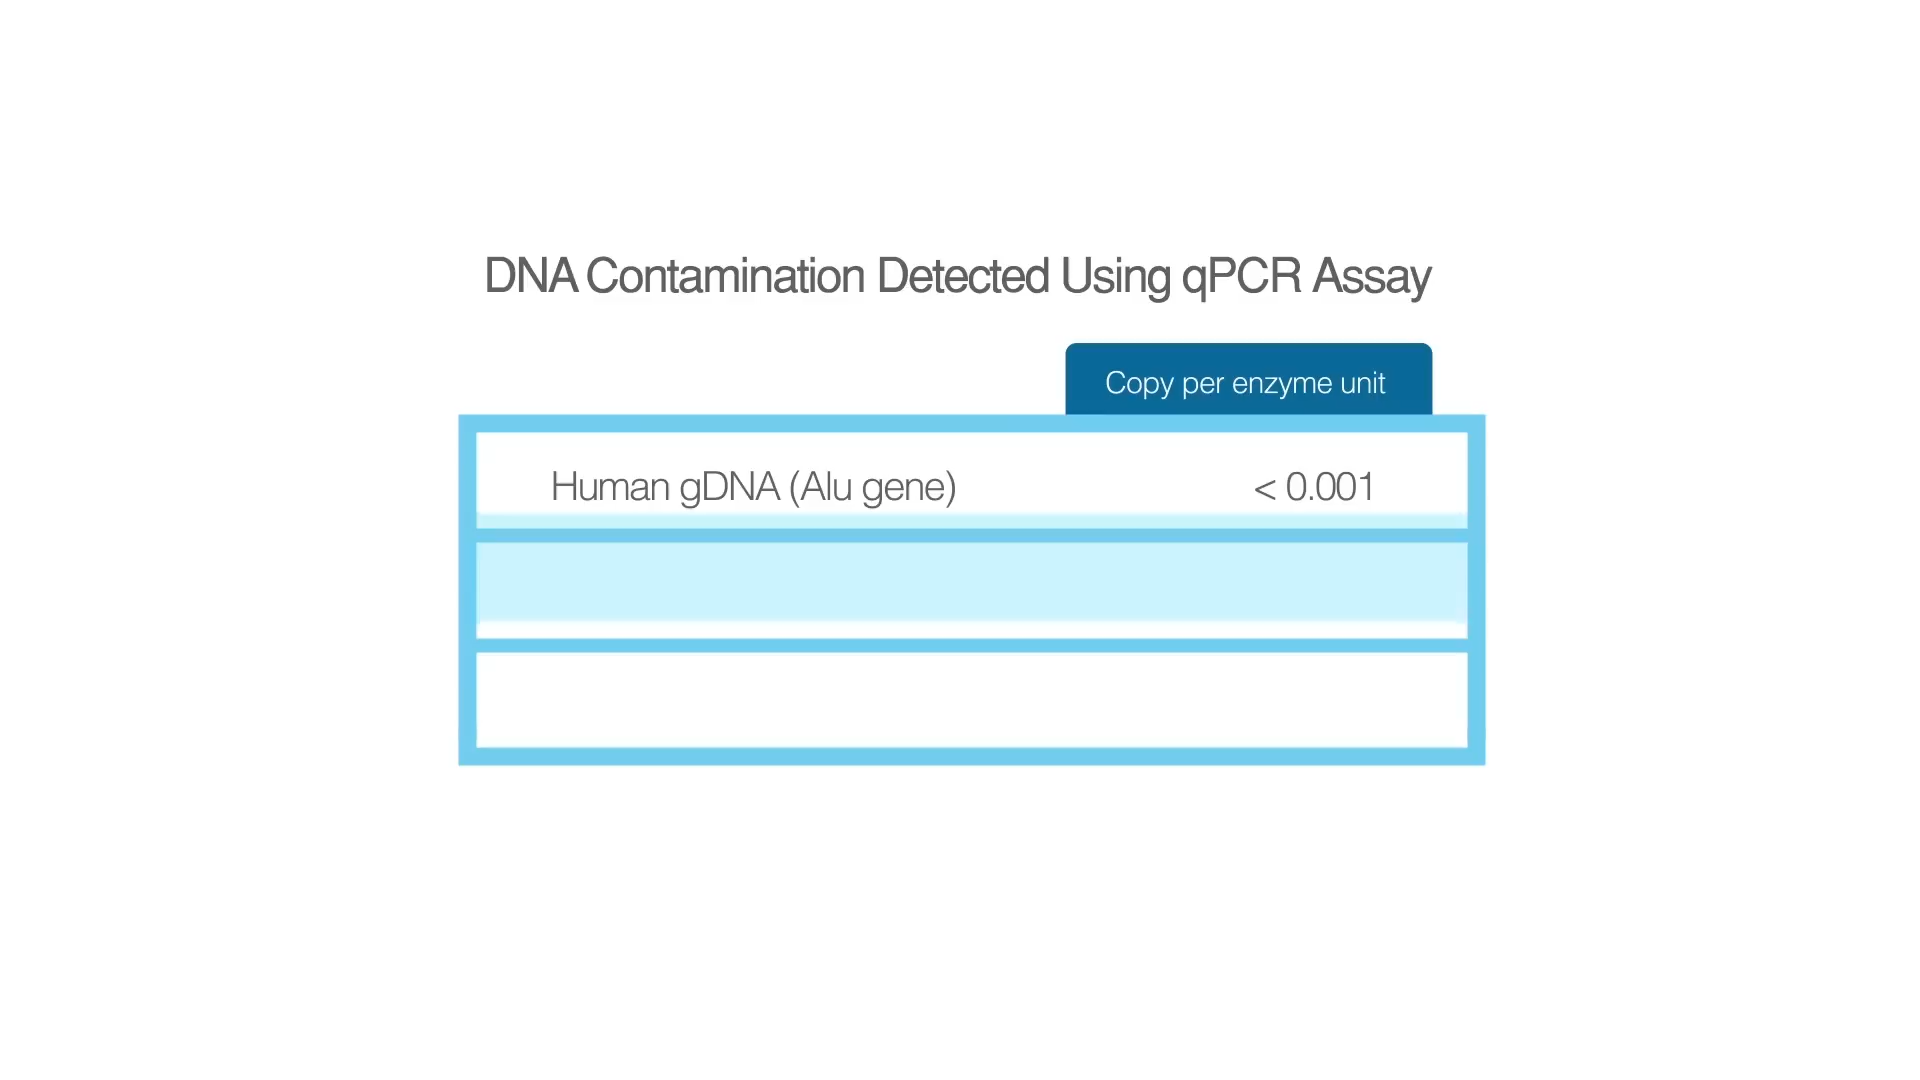 DNA Contamination Detected Using qPCR Assay
Copy per enzyme unit
Human gDNA (Alu gene) < 0.001